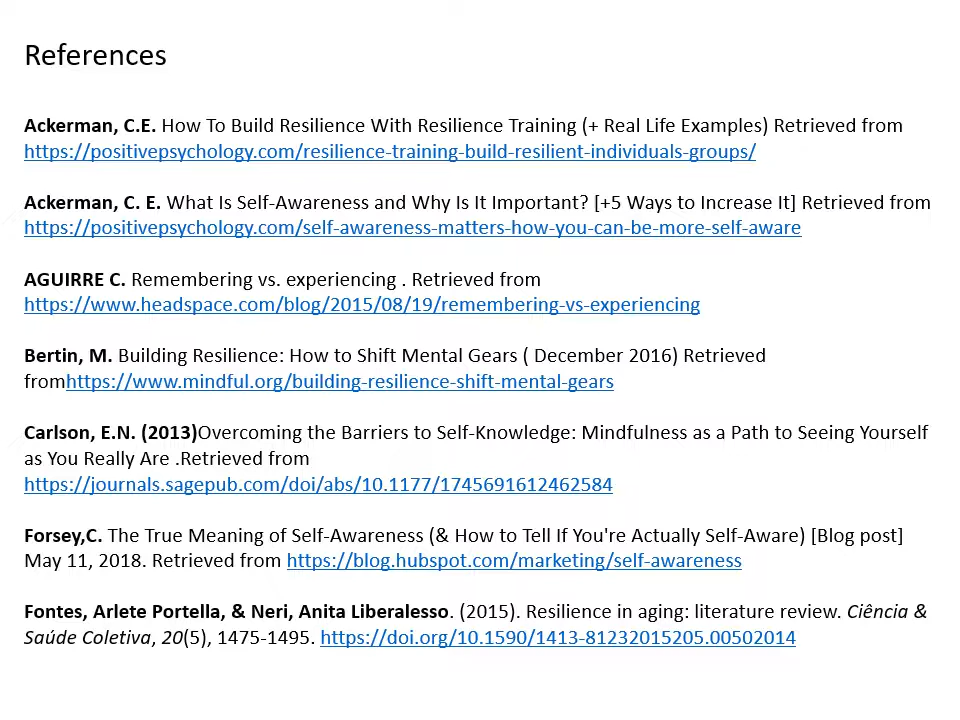 References
Ackerman, C.E. How To Build Resilience With Resilience Training (+ Real Life Examples) Retrieved from
https://positivepsychology.com/resilience-training-build-resilient-individuals-groups/
Ackerman, C. E. What Is Self-Awareness and Why Is It Important? [+5 Ways to Increase It] Retrieved from
https://positivepsychology.com/self-awareness-matters-how-you-can-be-more-self-aware
AGUIRRE C. Remembering vs. experiencing . Retrieved from
https://www.headspace.com/blog/2015/08/19/remembering-vs-experiencing
Bertin, M. Building Resilience: How to Shift Mental Gears ( December 2016) Retrieved
fromhttps://www.mindful.org/building-resilience-shift-mental-gears
Carlson, E.N. (2013)Overcoming the Barriers to Self-Knowledge: Mindfulness as a Path to Seeing Yourself
as You Really Are .Retrieved from
https://journals.sagepub.com/doi/abs/10.1177/1745691612462584
Forsey,C. The True Meaning of Self-Awareness (& How to Tell If You're Actually Self-Aware) [Blog post]
May 11, 2018. Retrieved from https://blog.hubspot.com/marketing/self-awareness
Fontes, Arlete Portella, & Neri, Anita Liberalesso. (2015). Resilience in aging: literature review. Ciência &
Saúde Coletiva, 20(5), 1475-1495. https://doi.org/10.1590/1413-81232015205.00502014